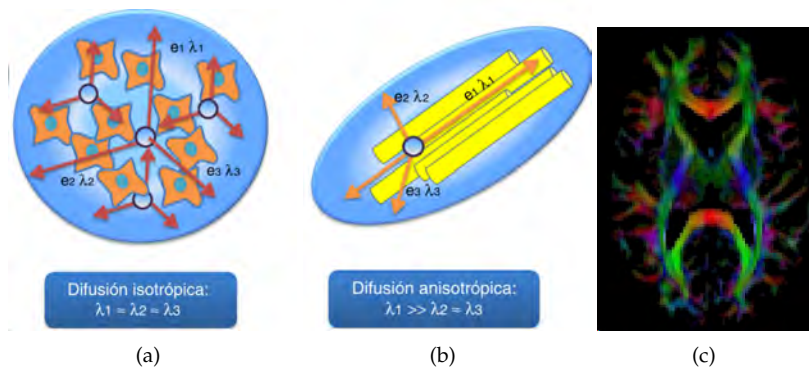 e1 λ1
e2 λ2
e3 λ3
Difusión isotrópica:
λ1 = λ2 = λ3
(a)
e2 λ2
e1 λ1
e3 λ3
Difusión anisotrópica:
λ1 >> λ2 = λ3
(b)
(c)